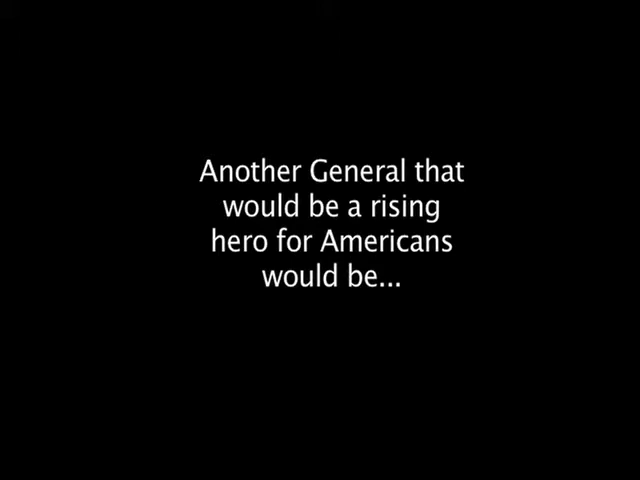 Another General that
would be a rising
hero for Americans
would be...